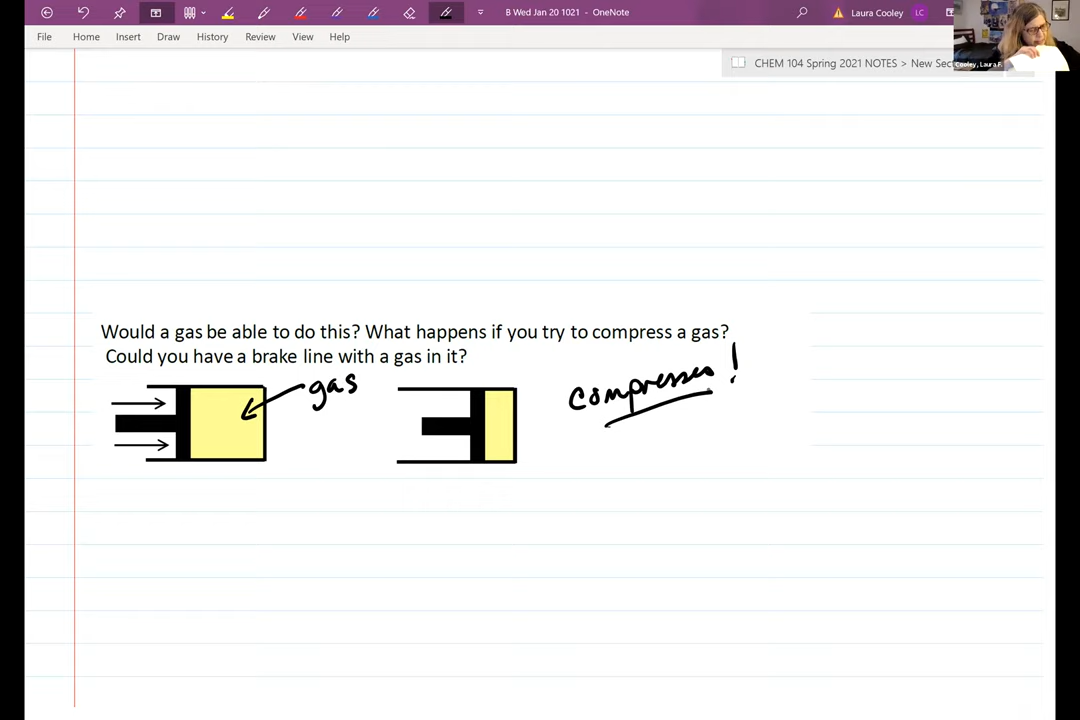 B Wed Jan 20 1021 - OneNote
Laura Cooley
LC
File Home Insert Draw History Review View Help
Cooley, Laura F.
CHEM 104 Spring 2021 NOTES > New Sec
Would a gas be able to do this? What happens if you try to compress a gas?
Could you have a brake line with a gas in it?
gas
compresses!